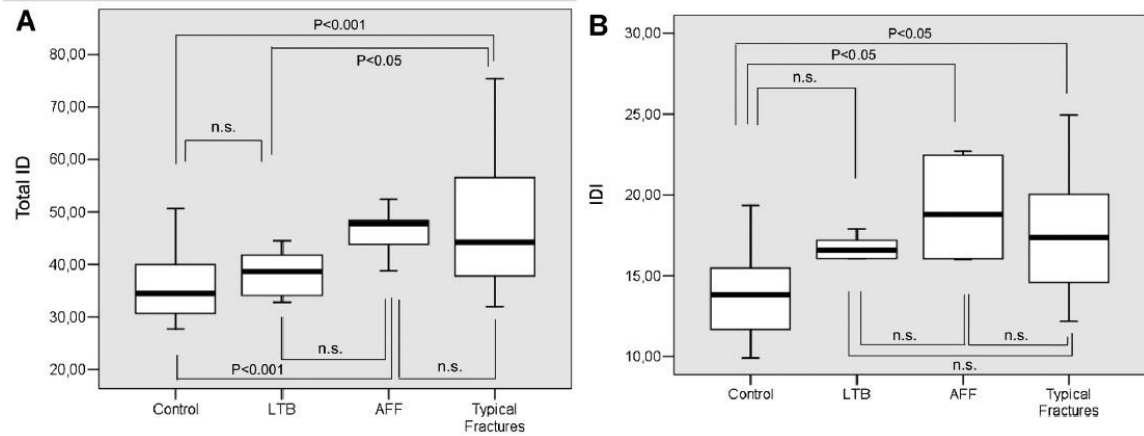 A
P<0.001
80,00
P<0.05
70,00
n.s.
60,00
Total ID
50,00
40,00
30,00
n.s.
P<0.001
n.s.
20,00
Control
LTB
AFF
Typical
Fractures
B
30,00
P<0.05
P<0.05
n.s.
25,00
20,00
IDI
15,00
n.s.
n.s.
n.s.
10,00
Control
LTB
AFF
Typical
Fractures